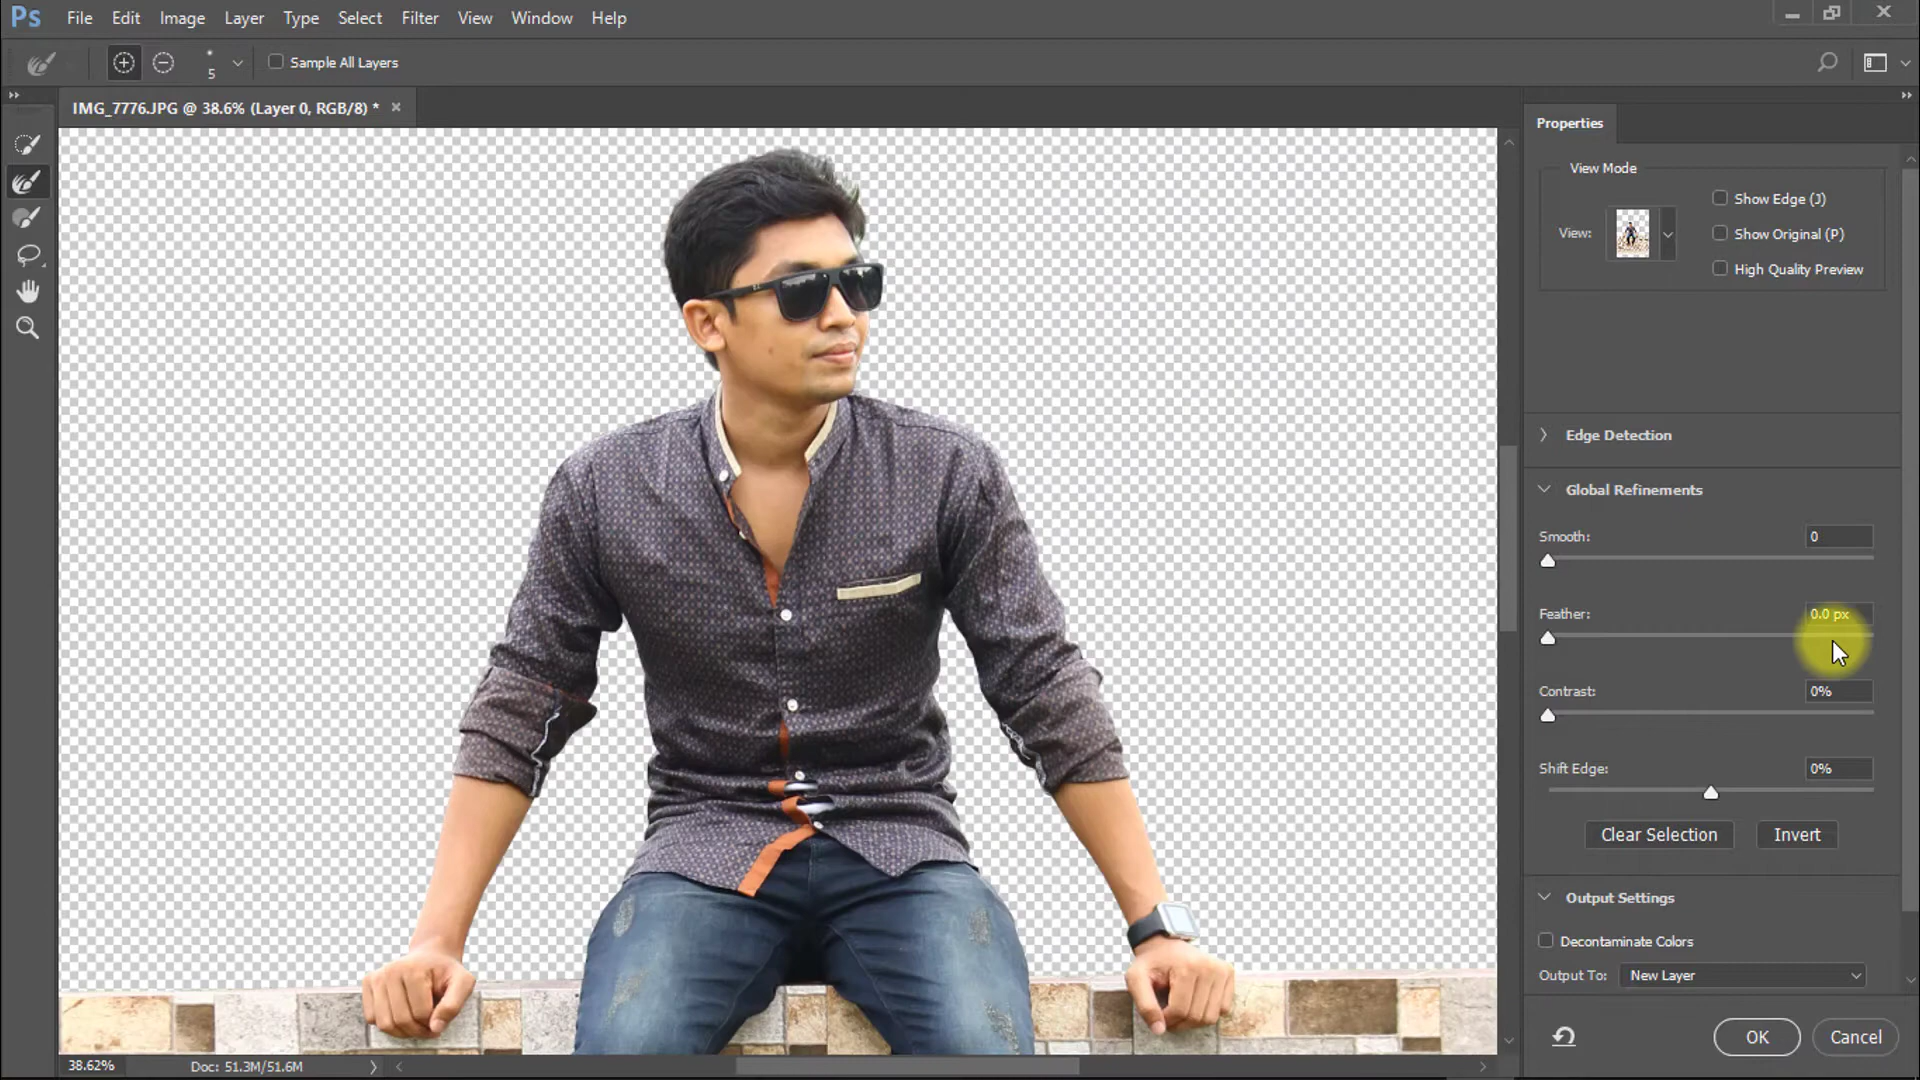 Ps File Edit Image Layer Type Select Filter View Window Help
5 Sample All Layers
IMG_7776.JPG @ 38.6% (Layer 0, RGB/8) *
Properties
View Mode
View:
Show Edge (J)
Show Original (P)
High Quality Preview
Edge Detection
Global Refinements
Smooth: 0
Feather: 0.0 px
Contrast: 0%
Shift Edge: 0%
Clear Selection Invert
Output Settings
Decontaminate Colors
Output To: New Layer
OK Cancel
38.62% Doc: 51.3M/51.6M